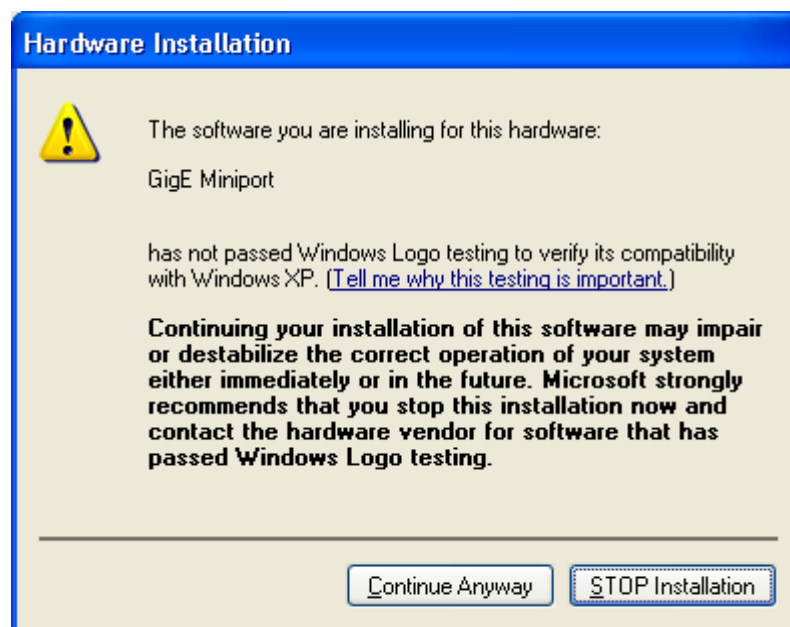 Hardware Installation
The software you are installing for this hardware:
GigE Miniport
has not passed Windows Logo testing to verify its compatibility
with Windows XP. (Tell me why this testing is important.)
Continuing your installation of this software may impair
or destabilize the correct operation of your system
either immediately or in the future. Microsoft strongly
recommends that you stop this installation now and
contact the hardware vendor for software that has
passed Windows Logo testing.
Continue Anyway
STOP Installation